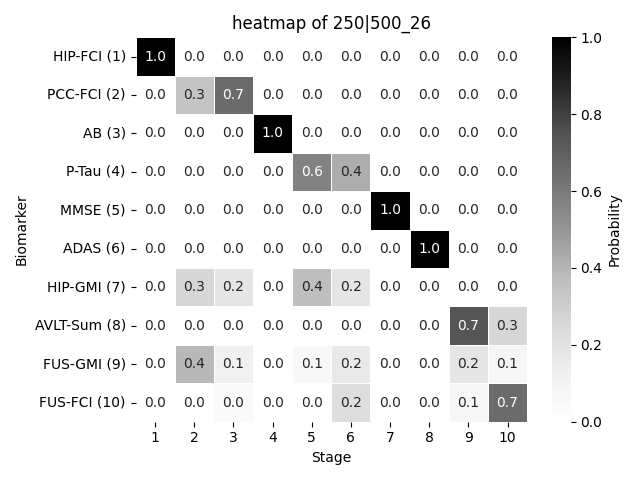 heatmap of 250|500_26
HIP-FCI (1) 1.0 0.0 0.0 0.0 0.0 0.0 0.0 0.0 0.0 0.0
PCC-FCI (2) 0.0 0.3 0.7 0.0 0.0 0.0 0.0 0.0 0.0 0.0
AB (3) 0.0 0.0 0.0 1.0 0.0 0.0 0.0 0.0 0.0 0.0
P-Tau (4) 0.0 0.0 0.0 0.0 0.6 0.4 0.0 0.0 0.0 0.0
MMSE (5) 0.0 0.0 0.0 0.0 0.0 0.0 1.0 0.0 0.0 0.0
ADAS (6) 0.0 0.0 0.0 0.0 0.0 0.0 0.0 1.0 0.0 0.0
HIP-GMI (7) 0.0 0.3 0.2 0.0 0.4 0.2 0.0 0.0 0.0 0.0
AVLT-Sum (8) 0.0 0.0 0.0 0.0 0.0 0.0 0.0 0.0 0.7 0.3
FUS-GMI (9) 0.0 0.4 0.1 0.0 0.1 0.2 0.0 0.0 0.2 0.1
FUS-FCI (10) 0.0 0.0 0.0 0.0 0.0 0.2 0.0 0.0 0.1 0.7
1 2 3 4 5 6 7 8 9 10
Stage
Biomarker
1.0
0.8
0.6
0.4
0.2
0.0
Probability